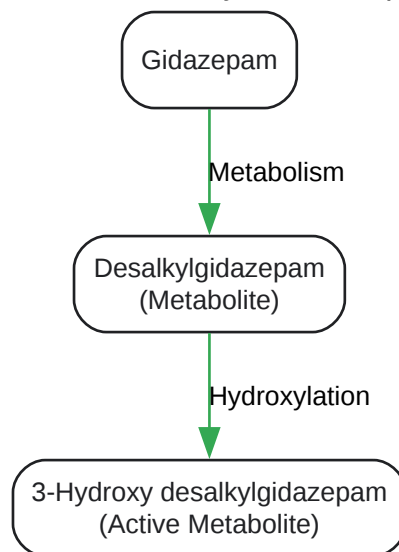 Gidazepam
Metabolism
Desalkylgidazepam
(Metabolite)
Hydroxylation
3-Hydroxy desalkylgidazepam
(Active Metabolite)